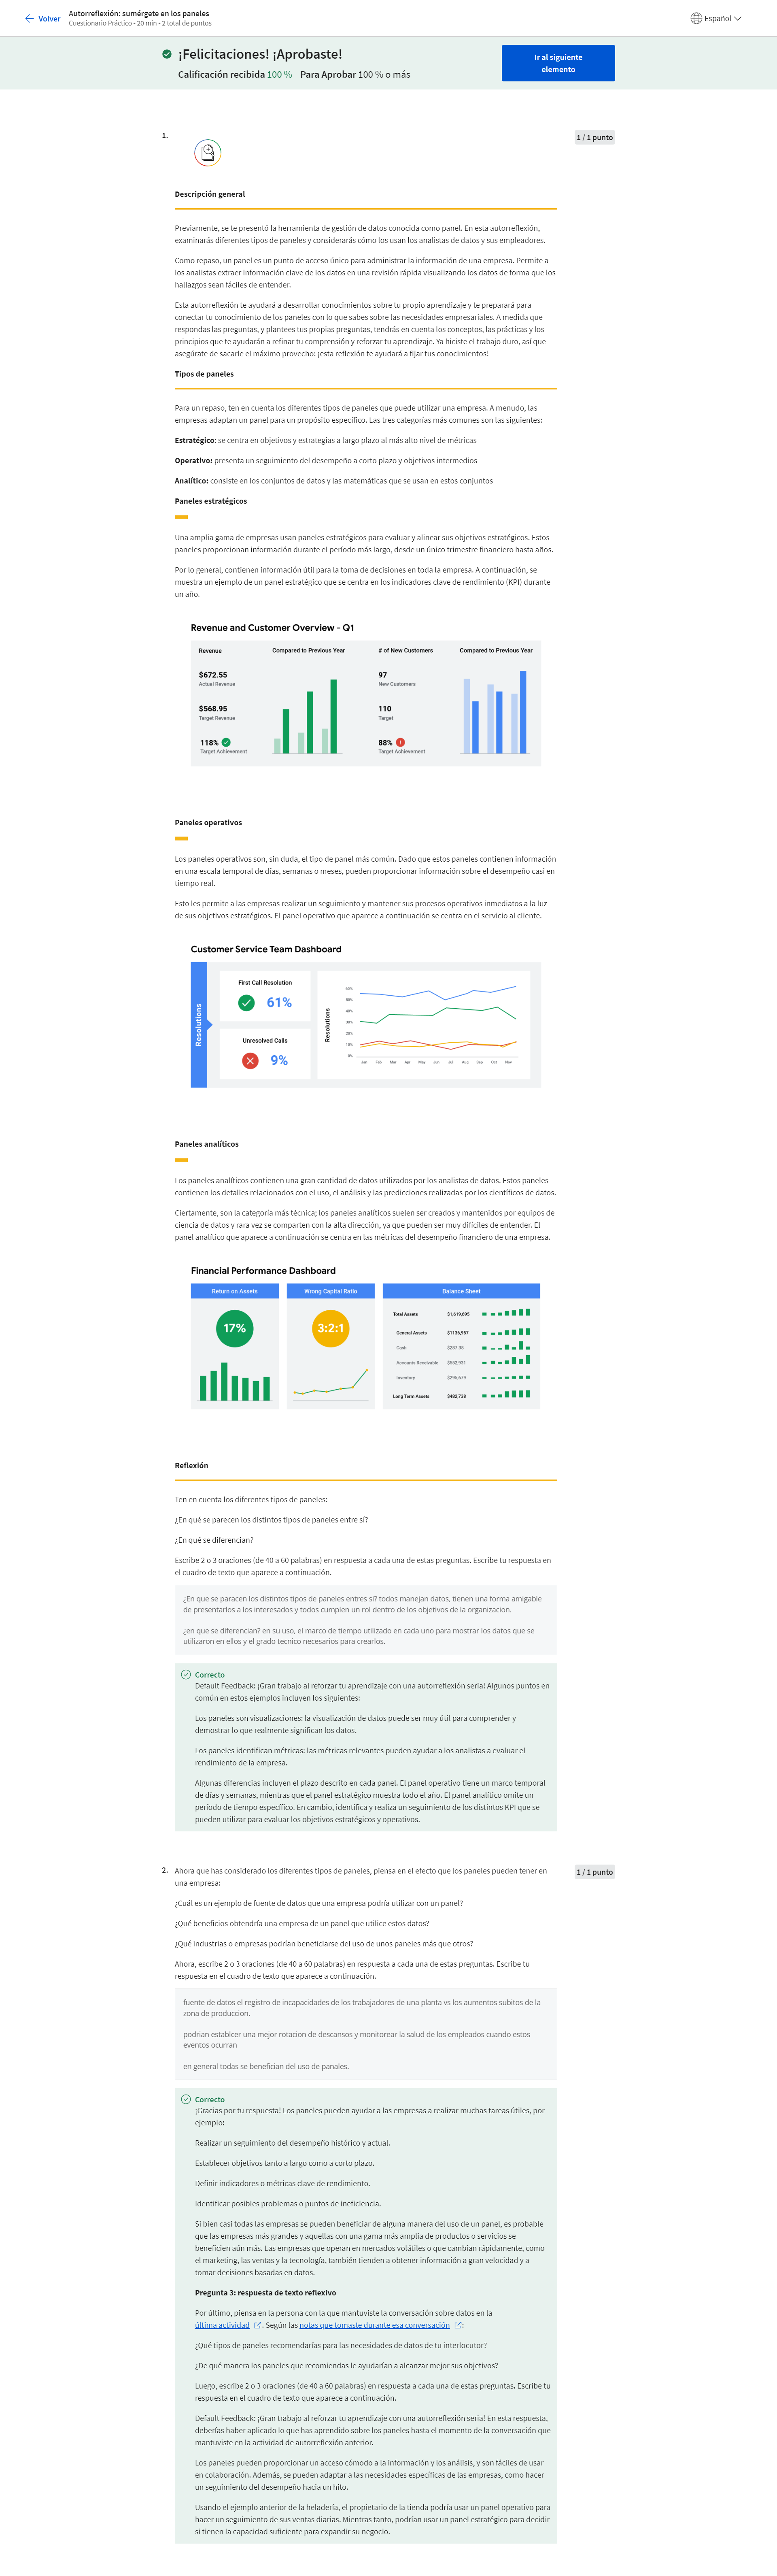 Volver
Autorreflexión: sumérgete en los paneles
Cuestionario Práctico • 20 min • 2 total de puntos
Español
¡Felicitaciones! ¡Aprobaste!
Calificación recibida 100 % Para Aprobar 100 % o más
Ir al siguiente
elemento
1.
1 / 1 punto
Descripción general
Previamente, se te presentó la herramienta de gestión de datos conocida como panel. En esta autorreflexión,
examinarás diferentes tipos de paneles y considerarás cómo los usan los analistas de datos y sus empleadores.
Como repaso, un panel es un punto de acceso único para administrar la información de una empresa. Permite a
los analistas extraer información clave de los datos en una revisión rápida visualizando los datos de forma que los
hallazgos sean fáciles de entender.
Esta autorreflexión te ayudará a desarrollar conocimientos sobre tu propio aprendizaje y te preparará para
conectar tu conocimiento de los paneles con lo que sabes sobre las necesidades empresariales. A medida que
respondas las preguntas, y plantees tus propias preguntas, tendrás en cuenta los conceptos, las prácticas y los
principios que te ayudarán a refinar tu comprensión y reforzar tu aprendizaje. Ya hiciste el trabajo duro, así que
asegúrate de sacarle el máximo provecho: ¡esta reflexión te ayudará a fijar tus conocimientos!
Tipos de paneles
Para un repaso, ten en cuenta los diferentes tipos de paneles que puede utilizar una empresa. A menudo, las
empresas adaptan un panel para un propósito específico. Las tres categorías más comunes son las siguientes:
Estratégico: se centra en objetivos y estrategias a largo plazo al más alto nivel de métricas
Operativo: presenta un seguimiento del desempeño a corto plazo y objetivos intermedios
Analítico: consiste en los conjuntos de datos y las matemáticas que se usan en estos conjuntos
Paneles estratégicos
Una amplia gama de empresas usan paneles estratégicos para evaluar y alinear sus objetivos estratégicos. Estos
paneles proporcionan información durante el período más largo, desde un único trimestre financiero hasta años.
Por lo general, contienen información útil para la toma de decisiones en toda la empresa. A continuación, se
muestra un ejemplo de un panel estratégico que se centra en los indicadores clave de rendimiento (KPI) durante
un año.
Revenue and Customer Overview - Q1
Revenue Compared to Previous Year # of New Customers Compared to Previous Year
$672.55 97
Actual Revenue New Customers
$568.95 110
Target Revenue Target
118% 88%
Target Achievement Target Achievement
Paneles operativos
Los paneles operativos son, sin duda, el tipo de panel más común. Dado que estos paneles contienen información
en una escala temporal de días, semanas o meses, pueden proporcionar información sobre el desempeño casi en
tiempo real.
Esto les permite a las empresas realizar un seguimiento y mantener sus procesos operativos inmediatos a la luz
de sus objetivos estratégicos. El panel operativo que aparece a continuación se centra en el servicio al cliente.
Customer Service Team Dashboard
Resolutions
First Call Resolution
61%
Unresolved Calls
9%
Resolutions
60%
50%
40%
30%
20%
10%
0%
Jan Feb Mar Apr May Jun Jul Aug Sep Oct Nov
Paneles analíticos
Los paneles analíticos contienen una gran cantidad de datos utilizados por los analistas de datos. Estos paneles
contienen los detalles relacionados con el uso, el análisis y las predicciones realizadas por los científicos de datos.
Ciertamente, son la categoría más técnica; los paneles analíticos suelen ser creados y mantenidos por equipos de
ciencia de datos y rara vez se comparten con la alta dirección, ya que pueden ser muy difíciles de entender. El
panel analítico que aparece a continuación se centra en las métricas del desempeño financiero de una empresa.
Financial Performance Dashboard
Return on Assets Wrong Capital Ratio Balance Sheet
17%
3:2:1
Total Assets $1,619,695
General Assets $1136,957
Cash $287.38
Accounts Receivable $552,931
Inventory $295,679
Long Term Assets $482,738
Reflexión
Ten en cuenta los diferentes tipos de paneles:
¿En qué se parecen los distintos tipos de paneles entre sí?
¿En qué se diferencian?
Escribe 2 o 3 oraciones (de 40 a 60 palabras) en respuesta a cada una de estas preguntas. Escribe tu respuesta en
el cuadro de texto que aparece a continuación.
¿En que se paracen los distintos tipos de paneles entres sí? todos manejan datos, tienen una forma amigable
de presentarlos a los interesados y todos cumplen un rol dentro de los objetivos de la organizacion.
¿en que se diferencian? en su uso, el marco de tiempo utilizado en cada uno para mostrar los datos que se
utilizaron en ellos y el grado tecnico necesarios para crearlos.
Correcto
Default Feedback: ¡Gran trabajo al reforzar tu aprendizaje con una autorreflexión seria! Algunos puntos en
común en estos ejemplos incluyen los siguientes:
Los paneles son visualizaciones: la visualización de datos puede ser muy útil para comprender y
demostrar lo que realmente significan los datos.
Los paneles identifican métricas: las métricas relevantes pueden ayudar a los analistas a evaluar el
rendimiento de la empresa.
Algunas diferencias incluyen el plazo descrito en cada panel. El panel operativo tiene un marco temporal
de días y semanas, mientras que el panel estratégico muestra todo el año. El panel analítico omite un
período de tiempo específico. En cambio, identifica y realiza un seguimiento de los distintos KPI que se
pueden utilizar para evaluar los objetivos estratégicos y operativos.
2.
1 / 1 punto
Ahora que has considerado los diferentes tipos de paneles, piensa en el efecto que los paneles pueden tener en
una empresa:
¿Cuál es un ejemplo de fuente de datos que una empresa podría utilizar con un panel?
¿Qué beneficios obtendría una empresa de un panel que utilice estos datos?
¿Qué industrias o empresas podrían beneficiarse del uso de unos paneles más que otros?
Ahora, escribe 2 o 3 oraciones (de 40 a 60 palabras) en respuesta a cada una de estas preguntas. Escribe tu
respuesta en el cuadro de texto que aparece a continuación.
fuente de datos el registro de incapacidades de los trabajadores de una planta vs los aumentos subitos de la
zona de produccion.
podrian establcer una mejor rotacion de descansos y monitorear la salud de los empleados cuando estos
eventos ocurran
en general todas se benefician del uso de panales.
Correcto
¡Gracias por tu respuesta! Los paneles pueden ayudar a las empresas a realizar muchas tareas útiles, por
ejemplo:
Realizar un seguimiento del desempeño histórico y actual.
Establecer objetivos tanto a largo como a corto plazo.
Definir indicadores o métricas clave de rendimiento.
Identificar posibles problemas o puntos de ineficiencia.
Si bien casi todas las empresas se pueden beneficiar de alguna manera del uso de un panel, es probable
que las empresas más grandes y aquellas con una gama más amplia de productos o servicios se
beneficien aún más. Las empresas que operan en mercados volátiles o que cambian rápidamente, como
el marketing, las ventas y la tecnología, también tienden a obtener información a gran velocidad y a
tomar decisiones basadas en datos.
Pregunta 3: respuesta de texto reflexivo
Por último, piensa en la persona con la que mantuviste la conversación sobre datos en la
última actividad. Según las notas que tomaste durante esa conversación:
¿Qué tipos de paneles recomendarías para las necesidades de datos de tu interlocutor?
¿De qué manera los paneles que recomiendas le ayudarían a alcanzar mejor sus objetivos?
Luego, escribe 2 o 3 oraciones (de 40 a 60 palabras) en respuesta a cada una de estas preguntas. Escribe tu
respuesta en el cuadro de texto que aparece a continuación.
Default Feedback: ¡Gran trabajo al reforzar tu aprendizaje con una autorreflexión seria! En esta respuesta,
deberías haber aplicado lo que has aprendido sobre los paneles hasta el momento de la conversación que
mantuviste en la actividad de autorreflexión anterior.
Los paneles pueden proporcionar un acceso cómodo a la información y los análisis, y son fáciles de usar
en colaboración. Además, se pueden adaptar a las necesidades específicas de las empresas, como hacer
un seguimiento del desempeño hacia un hito.
Usando el ejemplo anterior de la heladería, el propietario de la tienda podría usar un panel operativo para
hacer un seguimiento de sus ventas diarias. Mientras tanto, podrían usar un panel estratégico para decidir
si tienen la capacidad suficiente para expandir su negocio.